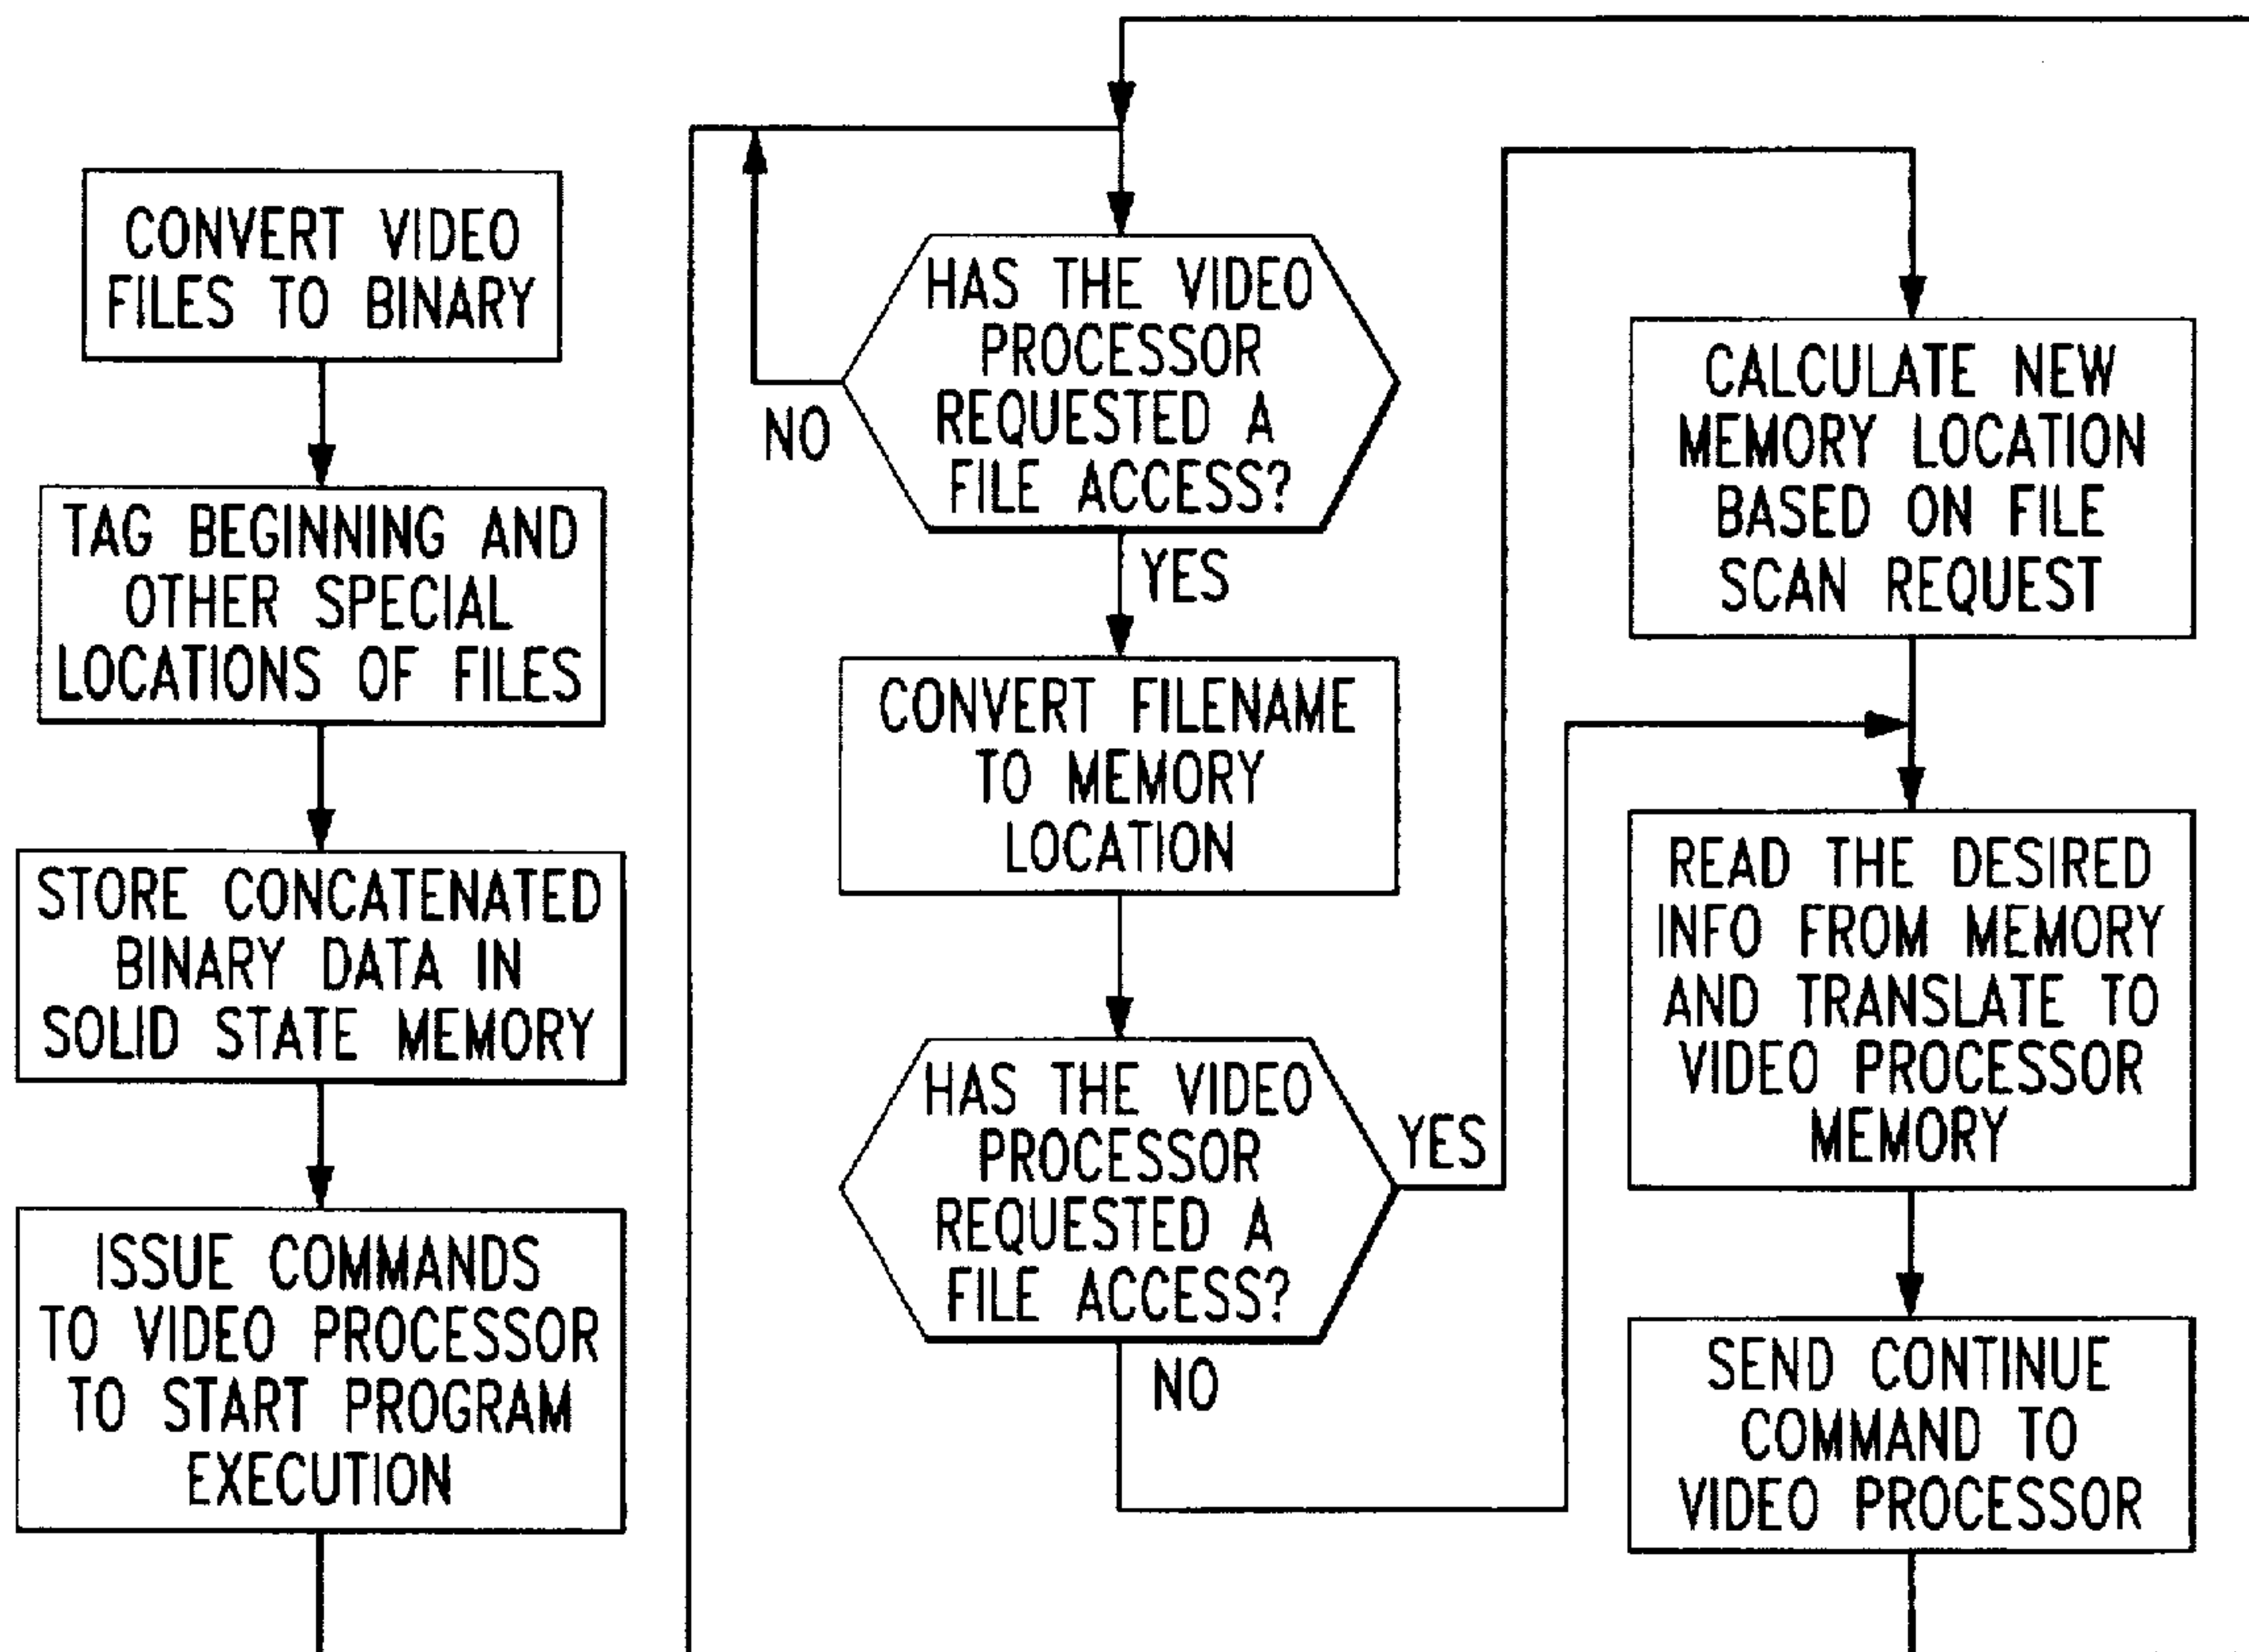 CONVERT VIDEO
FILES TO BINARY
TAG BEGINNING AND
OTHER SPECIAL
LOCATIONS OF FILES
STORE CONCATENATED
BINARY DATA IN
SOLID STATE MEMORY
ISSUE COMMANDS
TO VIDEO PROCESSOR
TO START PROGRAM
EXECUTION
HAS THE VIDEO
PROCESSOR
REQUESTED A
FILE ACCESS?
NO
YES
CONVERT FILENAME
TO MEMORY
LOCATION
HAS THE VIDEO
PROCESSOR
REQUESTED A
FILE ACCESS?
YES
NO
CALCULATE NEW
MEMORY LOCATION
BASED ON FILE
SCAN REQUEST
READ THE DESIRED
INFO FROM MEMORY
AND TRANSLATE TO
VIDEO PROCESSOR
MEMORY
SEND CONTINUE
COMMAND TO
VIDEO PROCESSOR